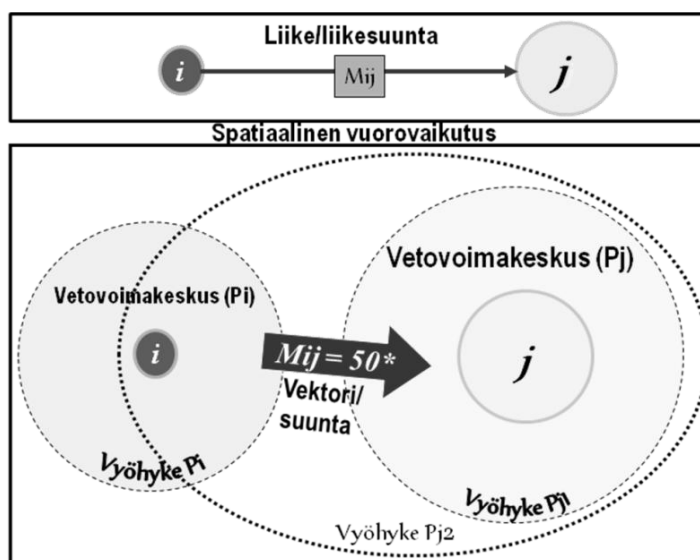 Liike/liikesuunta
i
Mij
j
Spatiaalinen vuorovaikutus
Vetovoimakeskus (Pj)
Vetovoimakeskus (Pi)
i
Mij = 50*
j
Vektori/
suunta
Vyöhyke Pi
Vyöhyke Pj1
Vyöhyke Pj2